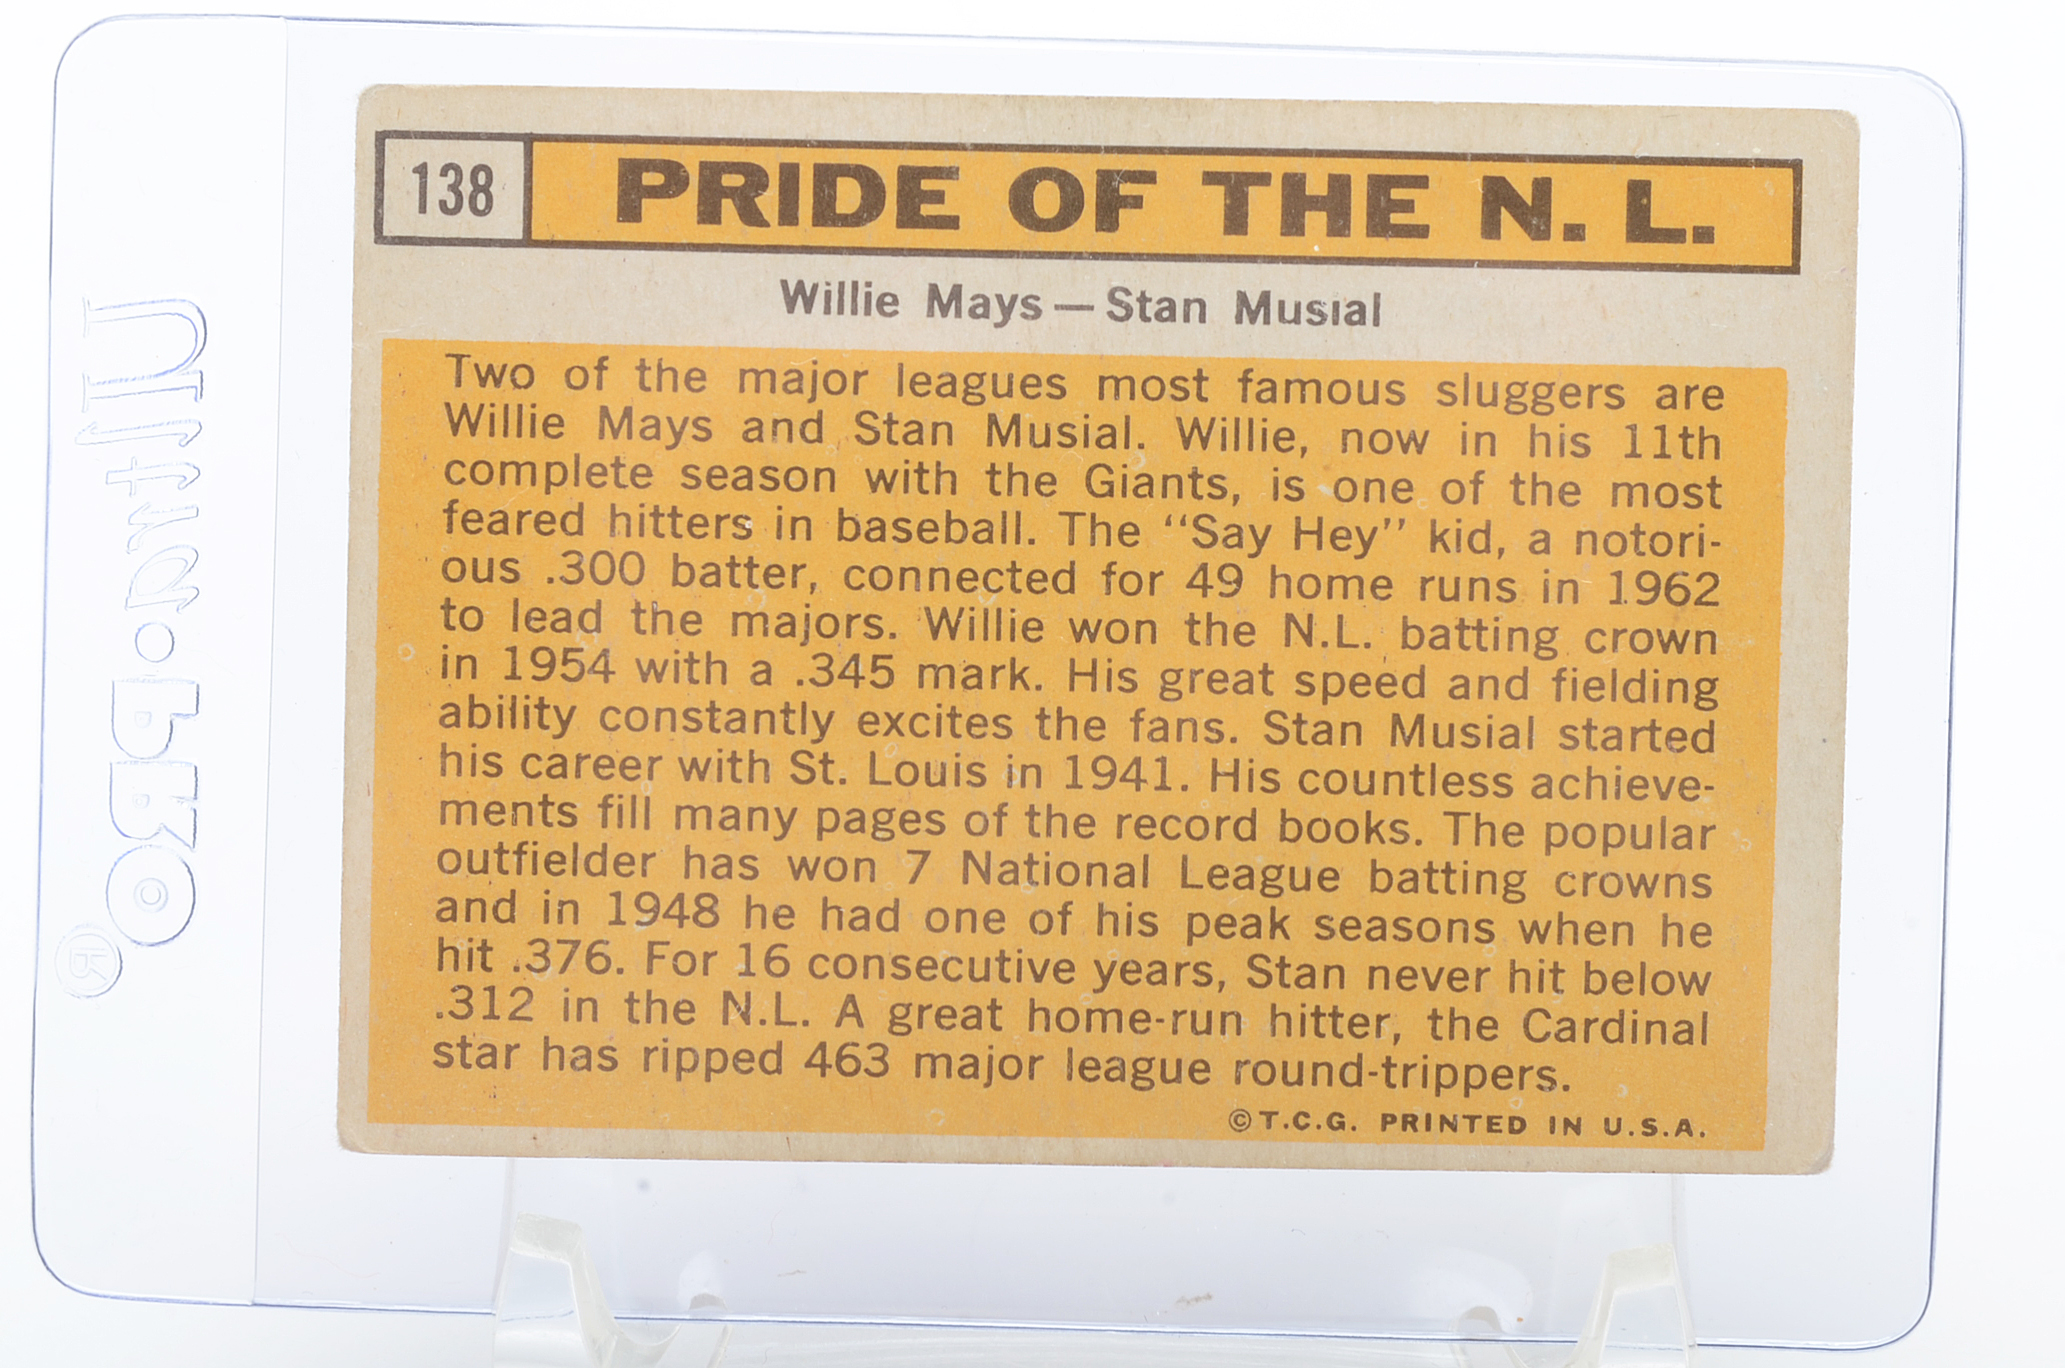 138 PRIDE OF THE N. L.
Willie Mays — Stan Musial
Two of the major leagues most famous sluggers are
Willie Mays and Stan Musial. Willie, now in his 11th
complete season with the Giants, is one of the most
feared hitters in baseball. The "Say Hey" kid, a notori-
ous .300 batter, connected for 49 home runs in 1962
to lead the majors. Willie won the N.L. batting crown
in 1954 with a .345 mark. His great speed and fielding
ability constantly excites the fans. Stan Musial started
his career with St. Louis in 1941. His countless achieve-
ments fill many pages of the record books. The popular
outfielder has won 7 National League batting crowns
and in 1948 he had one of his peak seasons when he
hit .376. For 16 consecutive years, Stan never hit below
.312 in the N.L. A great home-run hitter, the Cardinal
star has ripped 463 major league round-trippers.
© T.C.G. PRINTED IN U.S.A.
Ultra•PRO®